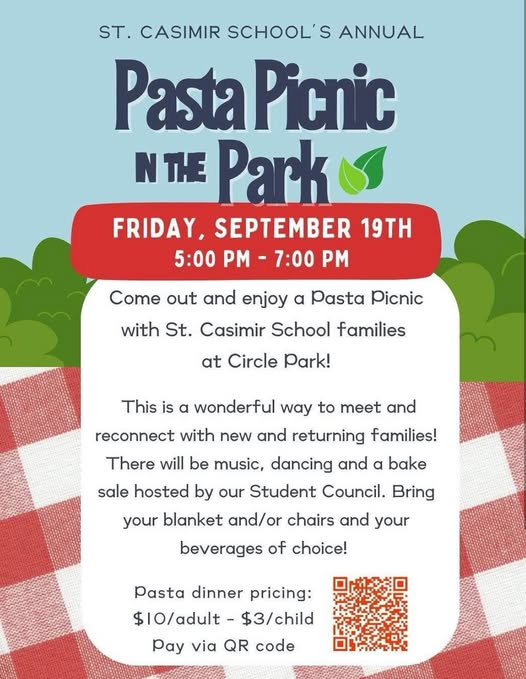 ST. CASIMIR SCHOOL'S ANNUAL
Pasta Picnic
IN THE Park
FRIDAY, SEPTEMBER 19TH
5:00 PM - 7:00 PM
Come out and enjoy a Pasta Picnic
with St. Casimir School families
at Circle Park!
This is a wonderful way to meet and
reconnect with new and returning families!
There will be music, dancing and a bake
sale hosted by our Student Council. Bring
your blanket and/or chairs and your
beverages of choice!
Pasta dinner pricing:
$10/adult - $3/child
Pay via QR code